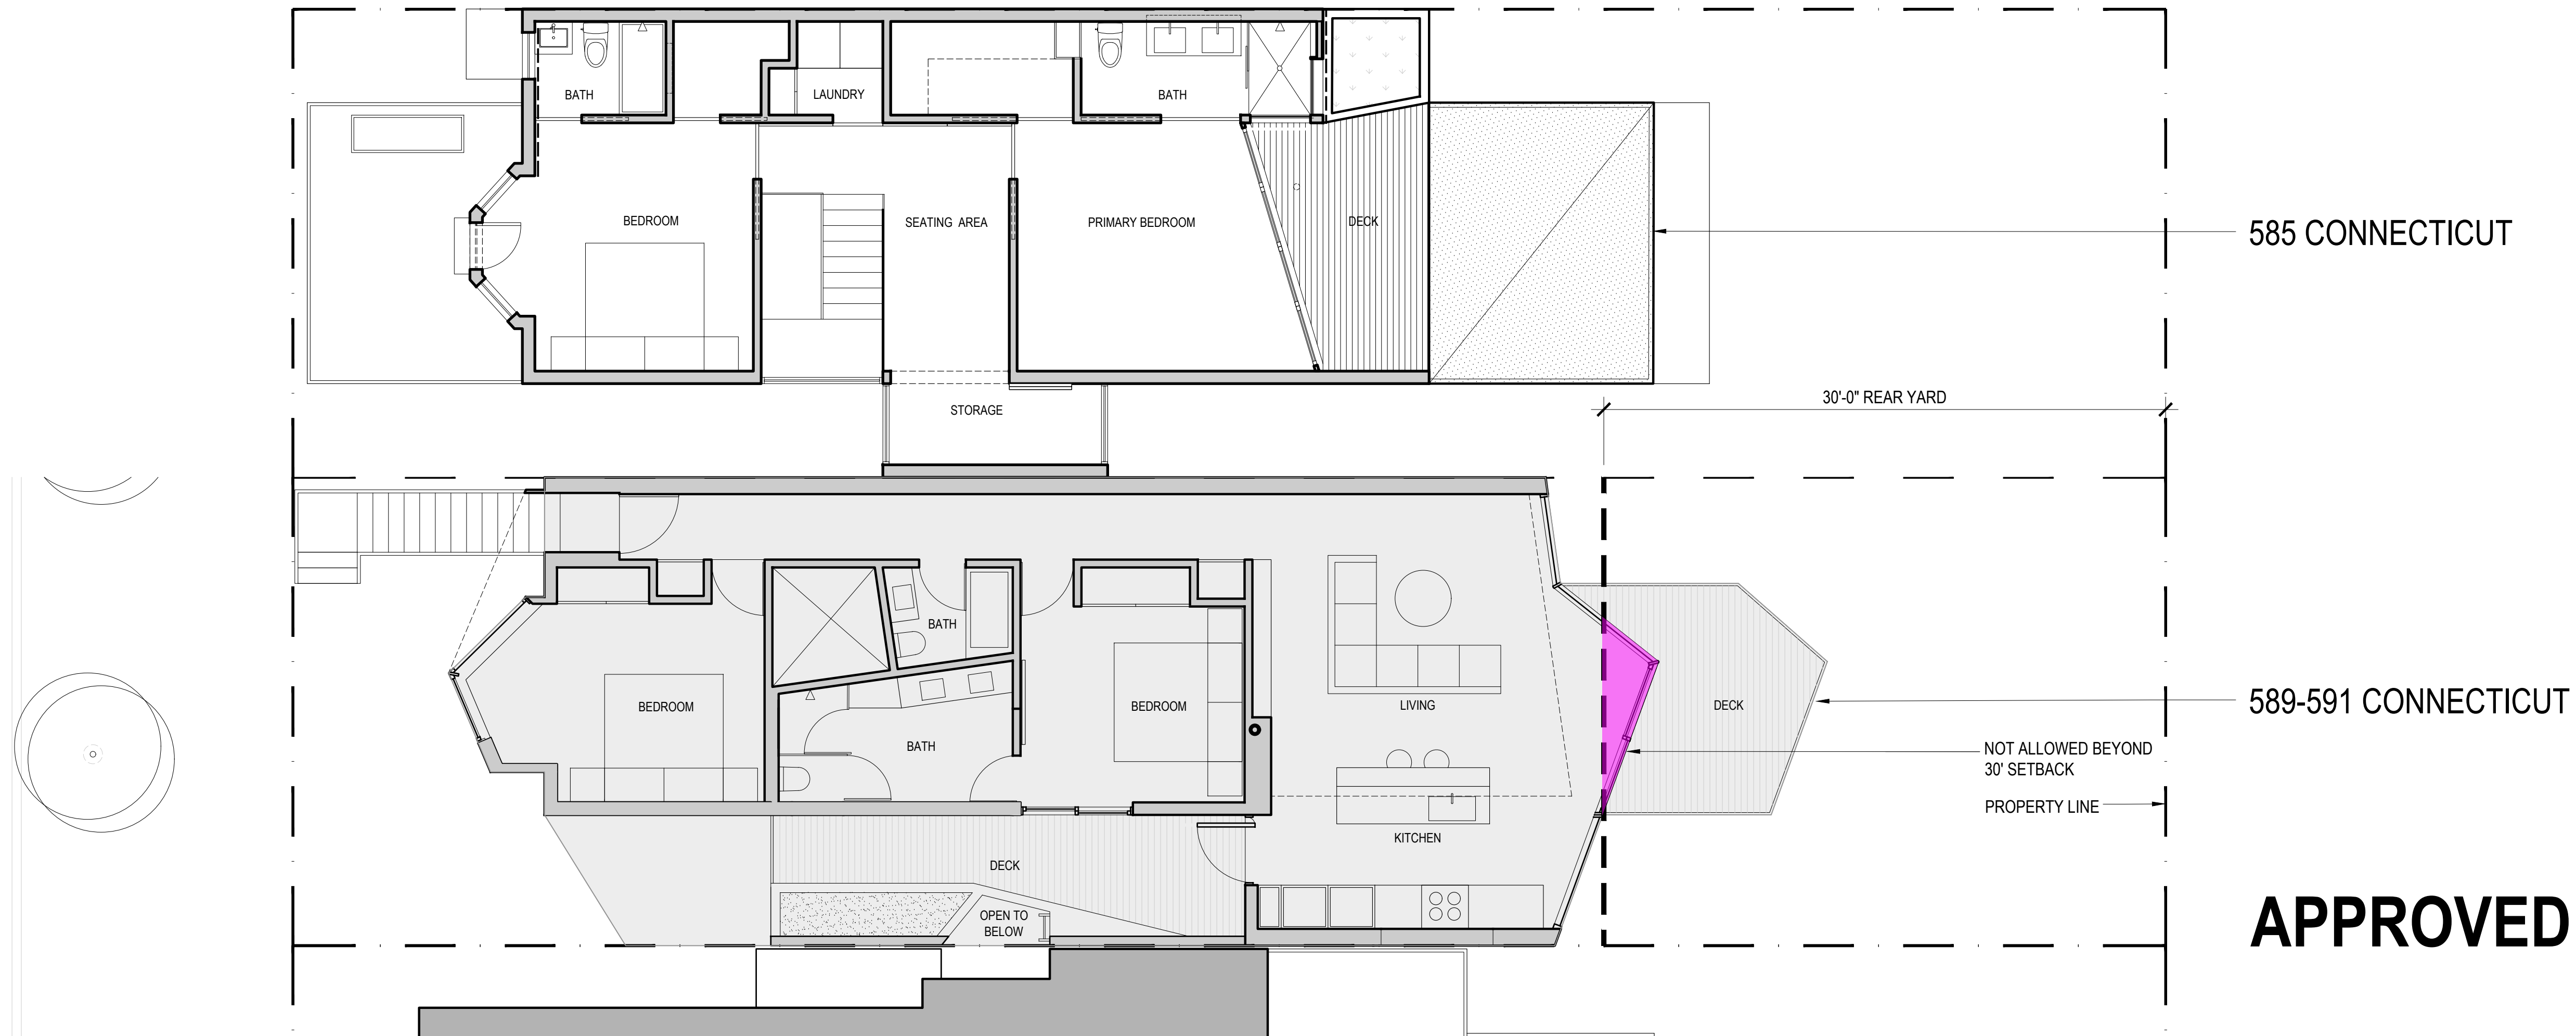 BATH
LAUNDRY
BATH
BEDROOM
SEATING AREA
PRIMARY BEDROOM
DECK
585 CONNECTICUT
STORAGE
30'-0" REAR YARD
BATH
BEDROOM
BEDROOM
LIVING
DECK
589-591 CONNECTICUT
BATH
NOT ALLOWED BEYOND
30' SETBACK
PROPERTY LINE
KITCHEN
DECK
OPEN TO
BELOW
APPROVED